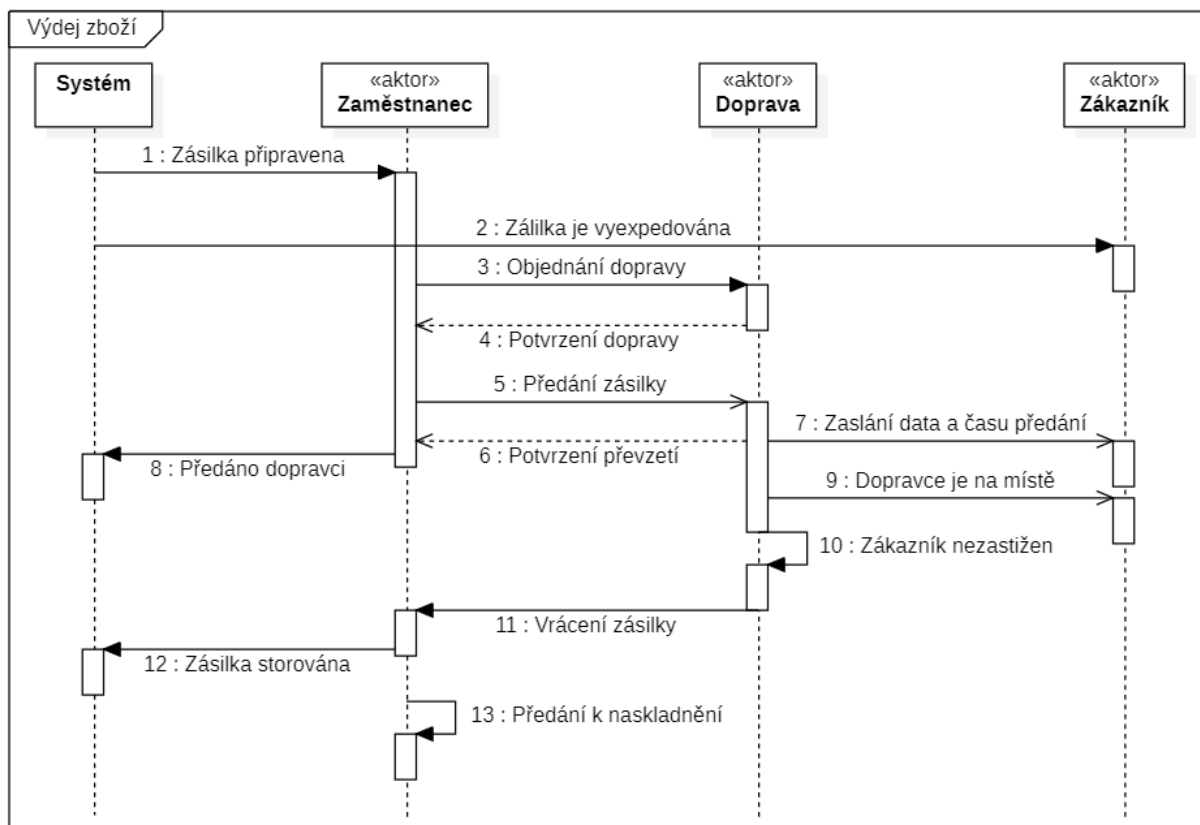 Výdej zboží
Systém
«aktor»
Zaměstnanec
«aktor»
Doprava
«aktor»
Zákazník
1 : Zásilka připravena
2 : Zálilka je vyexpedována
3 : Objednání dopravy
4 : Potvrzení dopravy
5 : Předání zásilky
7 : Zaslání data a času předání
6 : Potvrzení převzetí
8 : Předáno dopravci
9 : Dopravce je na místě
10 : Zákazník nezastižen
11 : Vrácení zásilky
12 : Zásilka storována
13 : Předání k naskladnění